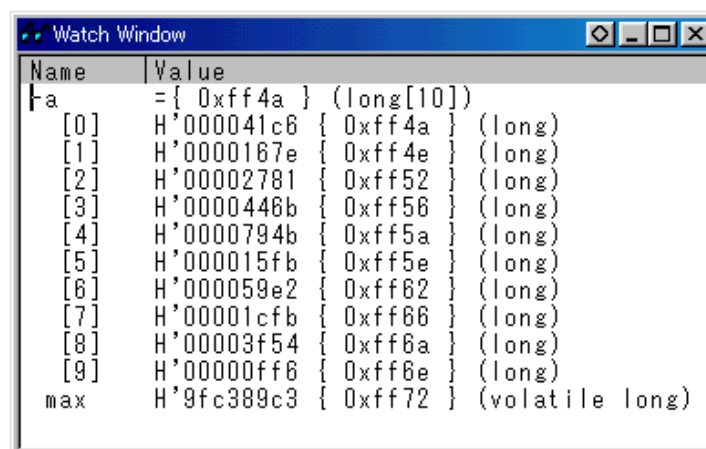 Watch Window
Name Value
-a ={ 0xff4a } (long[10])
[0] H'000041c6 { 0xff4a } (long)
[1] H'0000167e { 0xff4e } (long)
[2] H'00002781 { 0xff52 } (long)
[3] H'0000446b { 0xff56 } (long)
[4] H'0000794b { 0xff5a } (long)
[5] H'000015fb { 0xff5e } (long)
[6] H'000059e2 { 0xff62 } (long)
[7] H'00001cfb { 0xff66 } (long)
[8] H'00003f54 { 0xff6a } (long)
[9] H'00000ff6 { 0xff6e } (long)
max H'9fc389c3 { 0xff72 } (volatile long)